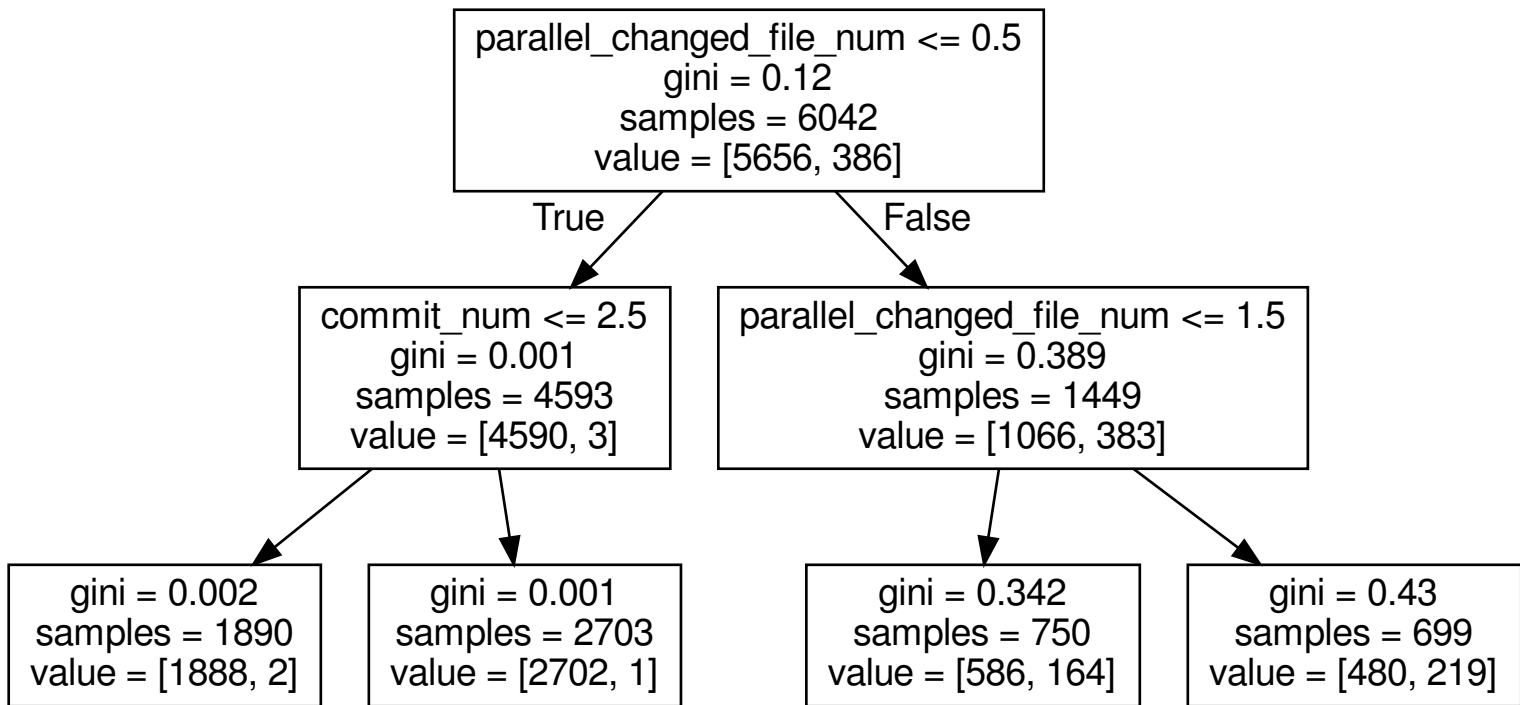 parallel_changed_file_num <= 0.5
gini = 0.12
samples = 6042
value = [5656, 386]
True
False
commit_num <= 2.5
gini = 0.001
samples = 4593
value = [4590, 3]
parallel_changed_file_num <= 1.5
gini = 0.389
samples = 1449
value = [1066, 383]
gini = 0.002
samples = 1890
value = [1888, 2]
gini = 0.001
samples = 2703
value = [2702, 1]
gini = 0.342
samples = 750
value = [586, 164]
gini = 0.43
samples = 699
value = [480, 219]